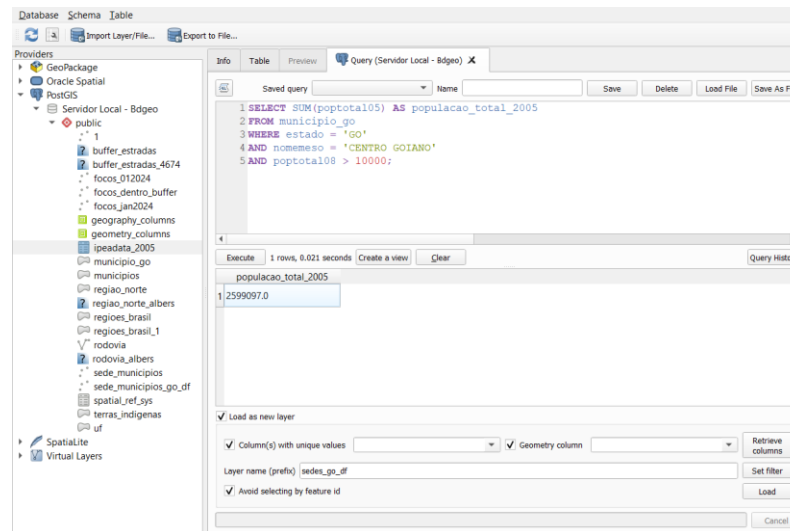 Database Schema Table
Import Layer/File... Export to File...
Providers
GeoPackage
Oracle Spatial
PostGIS
Servidor Local - Bdgeo
public
1
buffer_estradas
buffer_estradas_4674
focos_012024
focos_dentro_buffer
focos_jan2024
geography_columns
geometry_columns
ipeadata_2005
municipio_go
municipios
regiao_norte
regiao_norte_albers
regioes_brasil
regioes_brasil_1
rodovia
rodovia_albers
sede_municipios
sede_municipios_go_df
spatial_ref_sys
terras_indigenas
uf
SpatiaLite
Virtual Layers
Info Table Preview Query (Servidor Local - Bdgeo) X
Saved query Name Save Delete Load File Save As F
1 SELECT SUM(poptotal05) AS populacao_total_2005
2 FROM municipio_go
3 WHERE estado = 'GO'
4 AND nomemeso = 'CENTRO GOIANO'
5 AND poptotal08 > 10000;
Execute 1 rows, 0.021 seconds Create a view Clear Query Histo
populacao_total_2005
1 2599097.0
Load as new layer
Column(s) with unique values Geometry column Retrieve columns
Layer name (prefix) sedes_go_df Set filter
Avoid selecting by feature id Load
Cancel